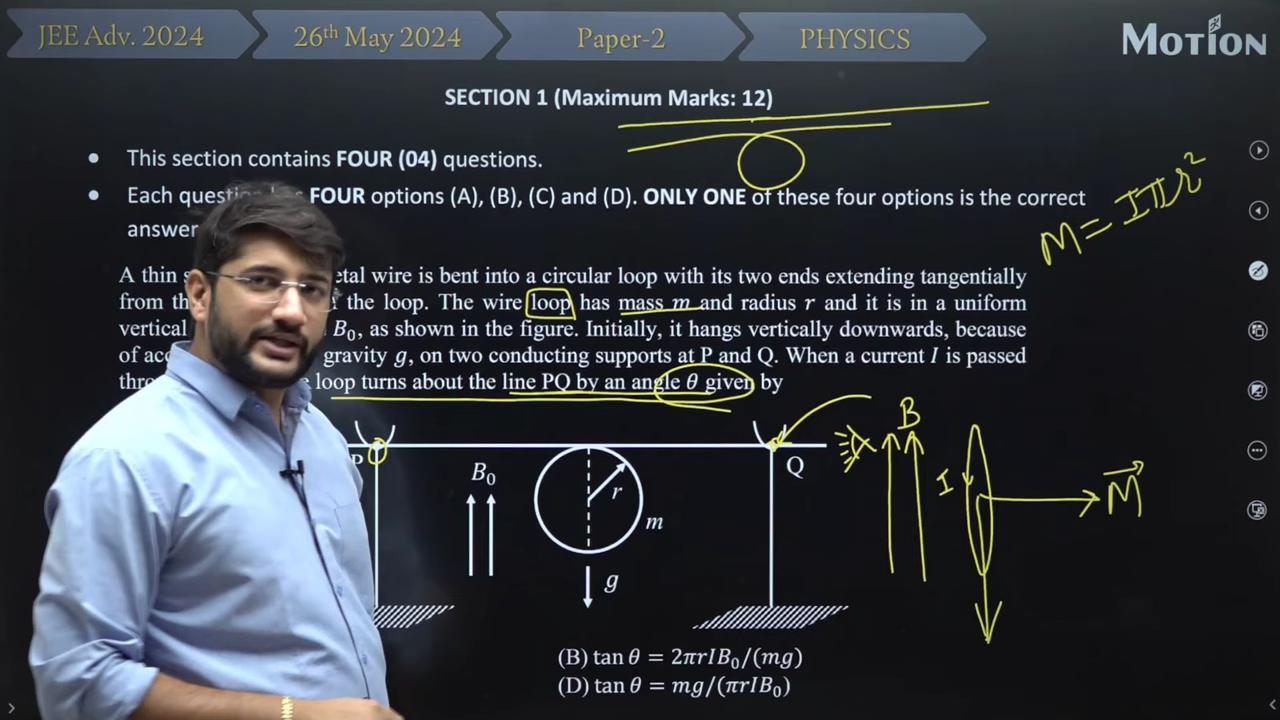 JEE Adv. 2024
26th May 2024
Paper-2
PHYSICS
MOTION
SECTION 1 (Maximum Marks: 12)
• This section contains FOUR (04) questions.
• Each FOUR options (A), (B), (C) and (D). ONLY ONE of these four options is the correct
answer
M = Iπr²
A thin wire is bent into a circular loop with its two ends extending tangentially
from the loop. The wire loop has mass m and radius r and it is in a uniform
vertical B₀, as shown in the figure. Initially, it hangs vertically downwards, because
of gravity g, on two conducting supports at P and Q. When a current I is passed
loop turns about the line PQ by an angle θ given by
P
B₀
r
m
g
Q
B
I
M⃗
(B) tan θ = 2πrIB₀/(mg)
(D) tan θ = mg/(πrIB₀)